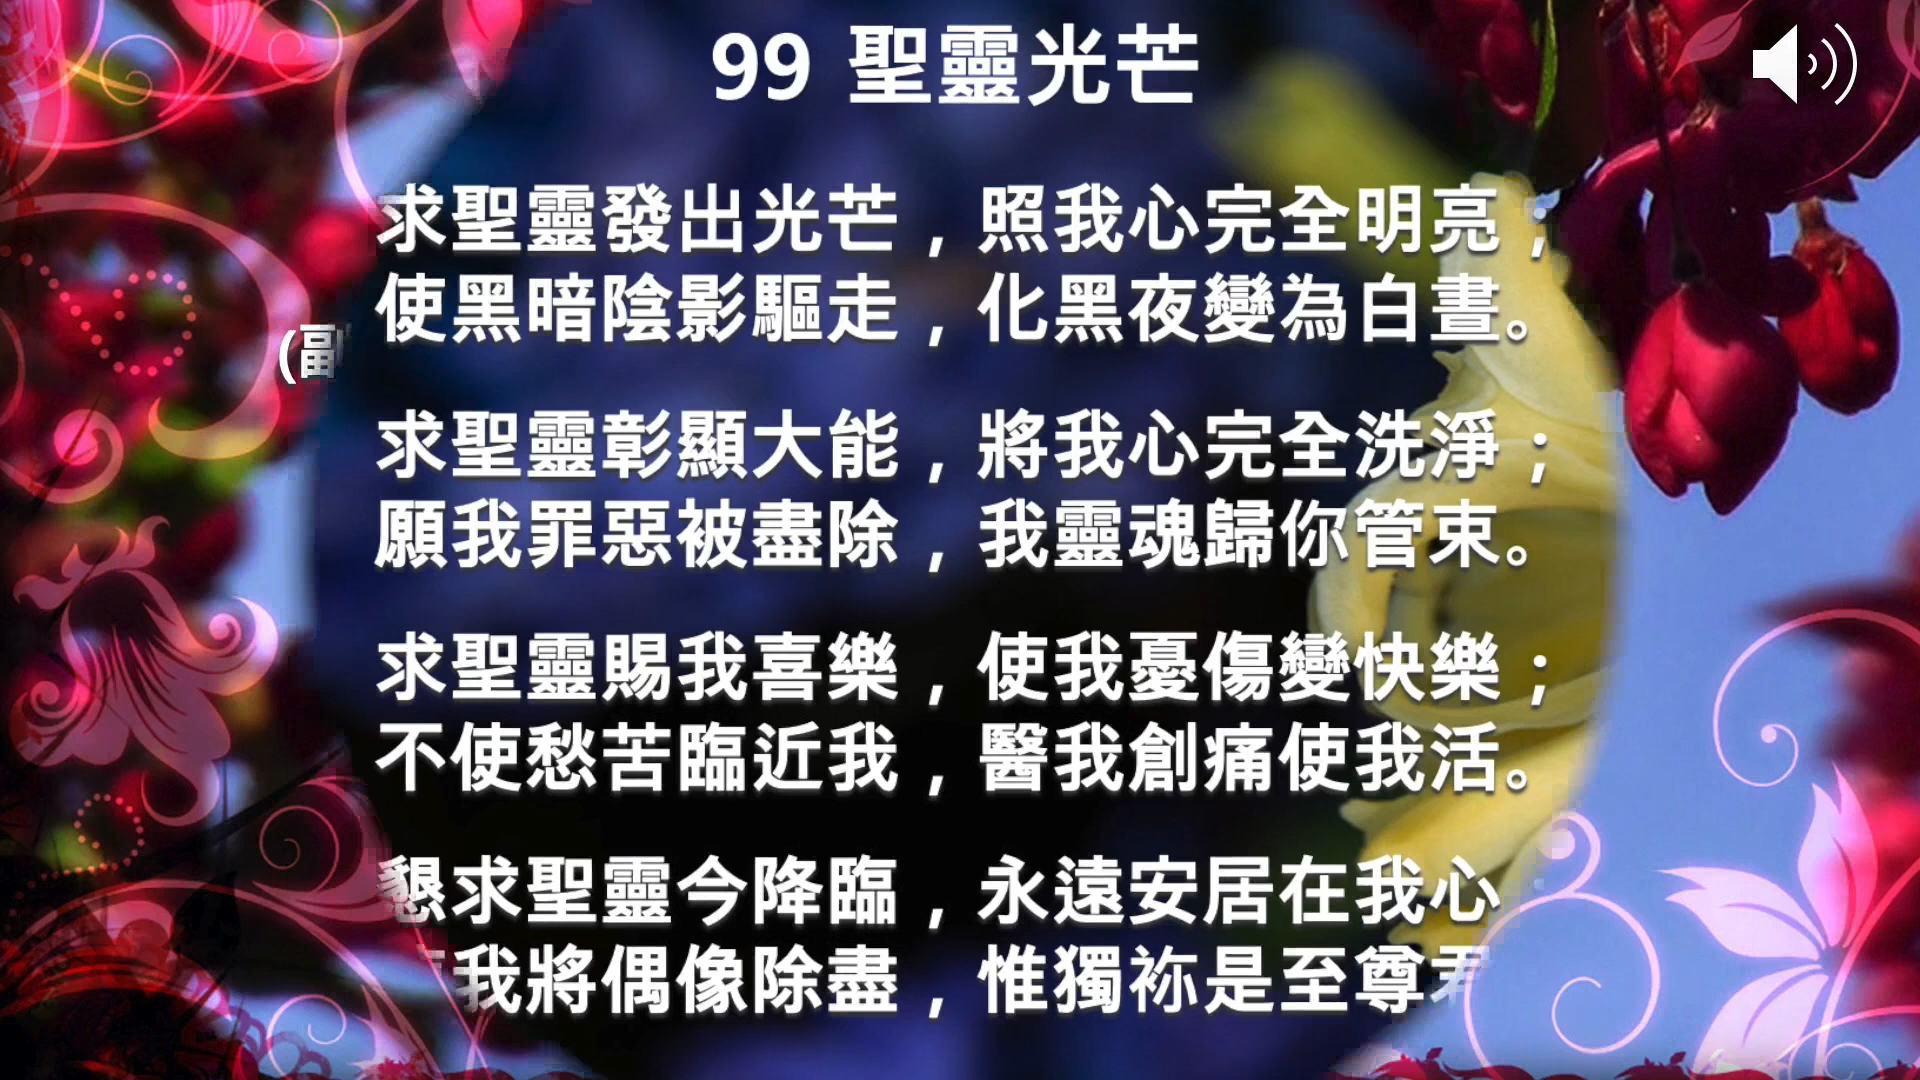 99 聖靈光芒
求聖靈發出光芒，照我心完全明亮；
使黑暗陰影驅走，化黑夜變為白晝。
(副
求聖靈彰顯大能，將我心完全洗淨；
願我罪惡被盡除，我靈魂歸你管束。
求聖靈賜我喜樂，使我憂傷變快樂；
不使愁苦臨近我，醫我創痛使我活。
懇求聖靈今降臨，永遠安居在我心
我將偶像除盡，惟獨祢是至尊